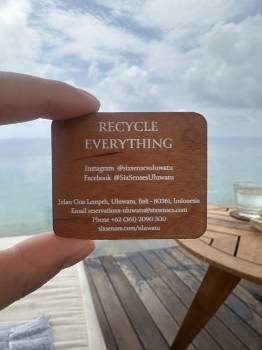 RECYCLE
EVERYTHING
Instagram @sixsensesuluwatu
Facebook @SixSensesUluwatu
Jalan Goa Lempeh, Uluwatu, Bali - 80361, Indonesia
Email reservations-uluwatu@sixsenses.com
Phone +62 (361) 2090 300
sixsenses.com/uluwatu